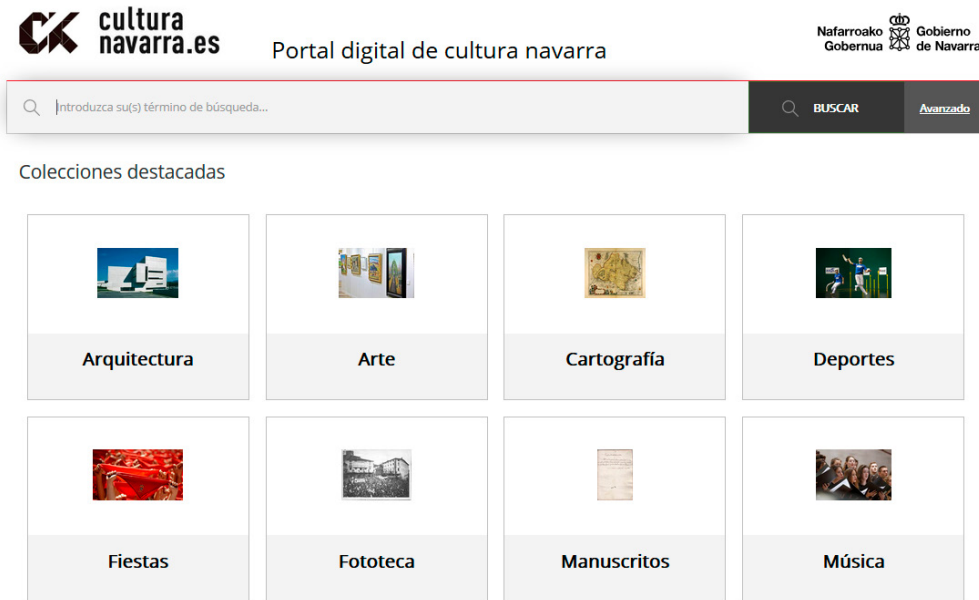 cultura
navarra.es
Portal digital de cultura navarra
Nafarroako Gobierno
Gobernua de Navarra
Introduzca su(s) término de búsqueda...
BUSCAR
Avanzado
Colecciones destacadas
Arquitectura
Arte
Cartografía
Deportes
Fiestas
Fototeca
Manuscritos
Música